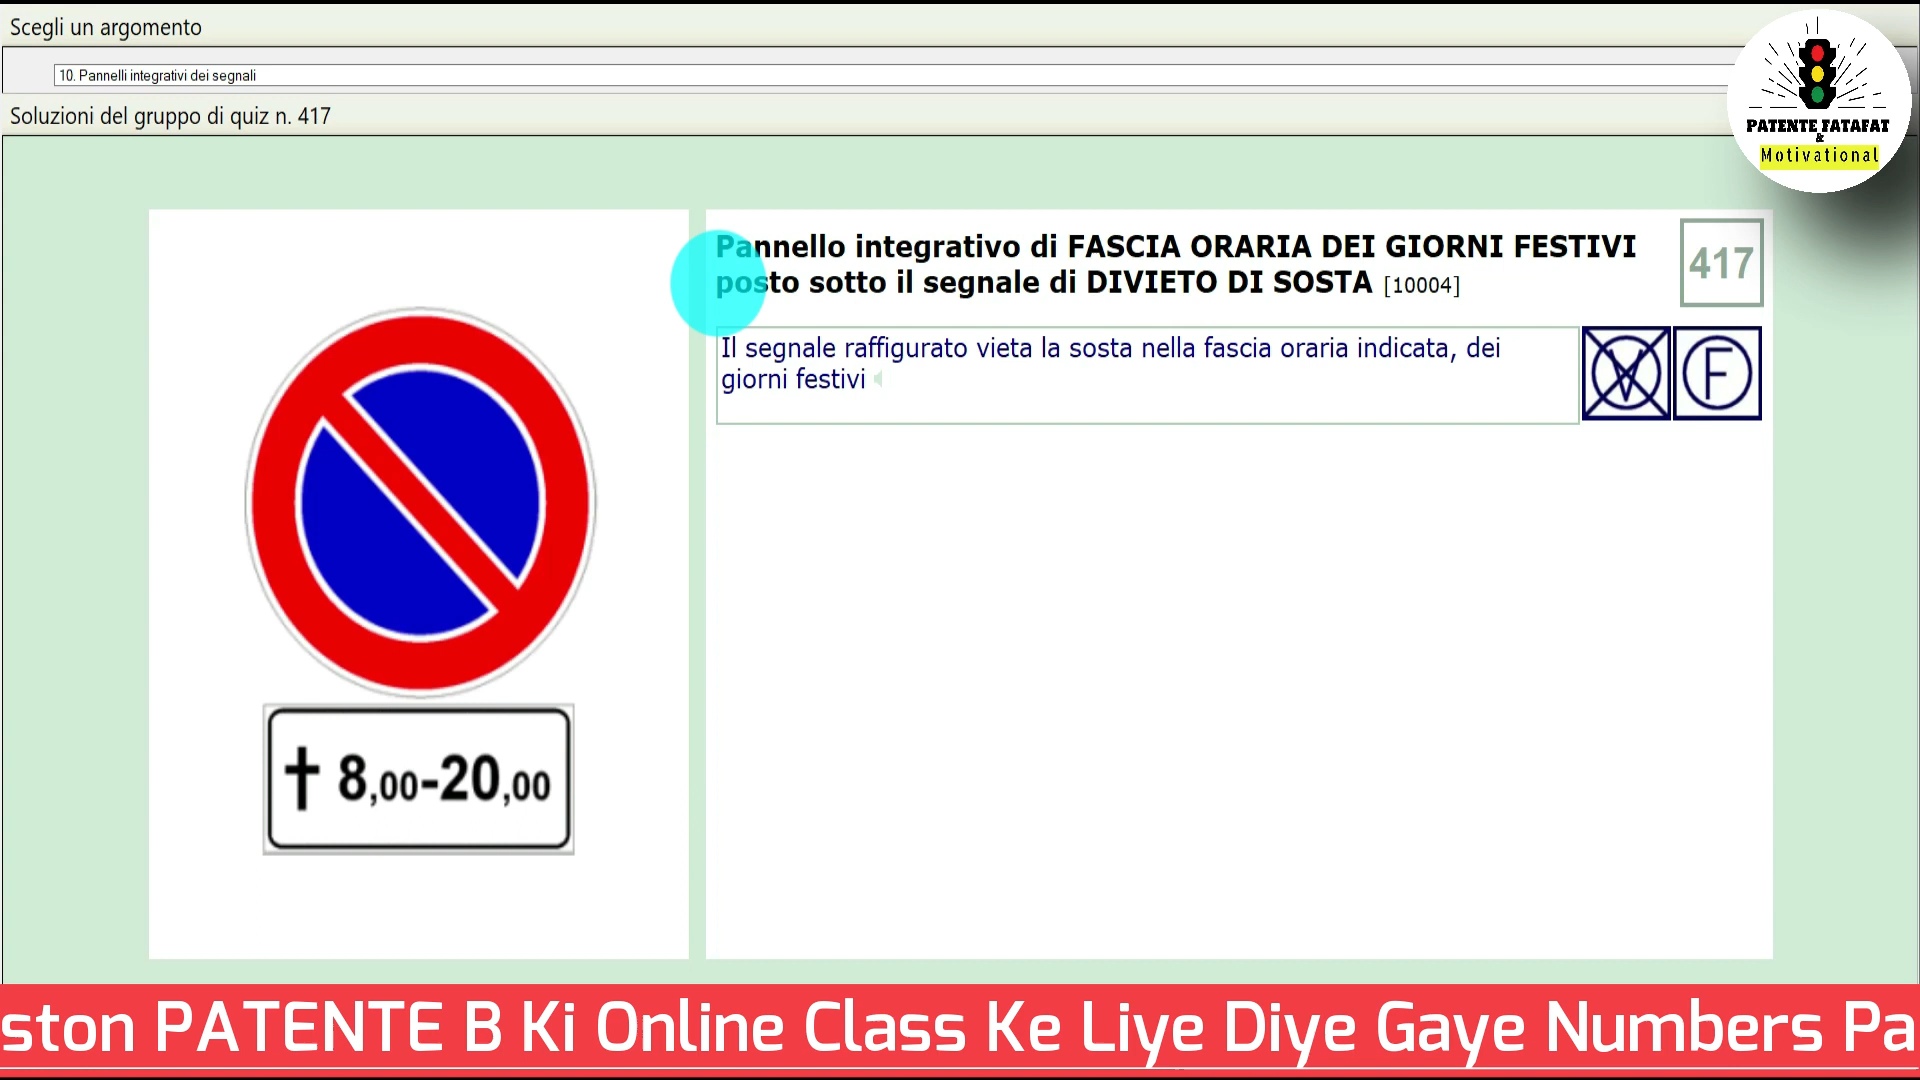 Scegli un argomento
10. Pannelli integrativi dei segnali
Soluzioni del gruppo di quiz n. 417
PATENTE FATAFAT
&
Motivational
Pannello integrativo di FASCIA ORARIA DEI GIORNI FESTIVI
posto sotto il segnale di DIVIETO DI SOSTA [10004]
417
Il segnale raffigurato vieta la sosta nella fascia oraria indicata, dei
giorni festivi
V
F
† 8,00-20,00
ston PATENTE B Ki Online Class Ke Liye Diye Gaye Numbers Pa